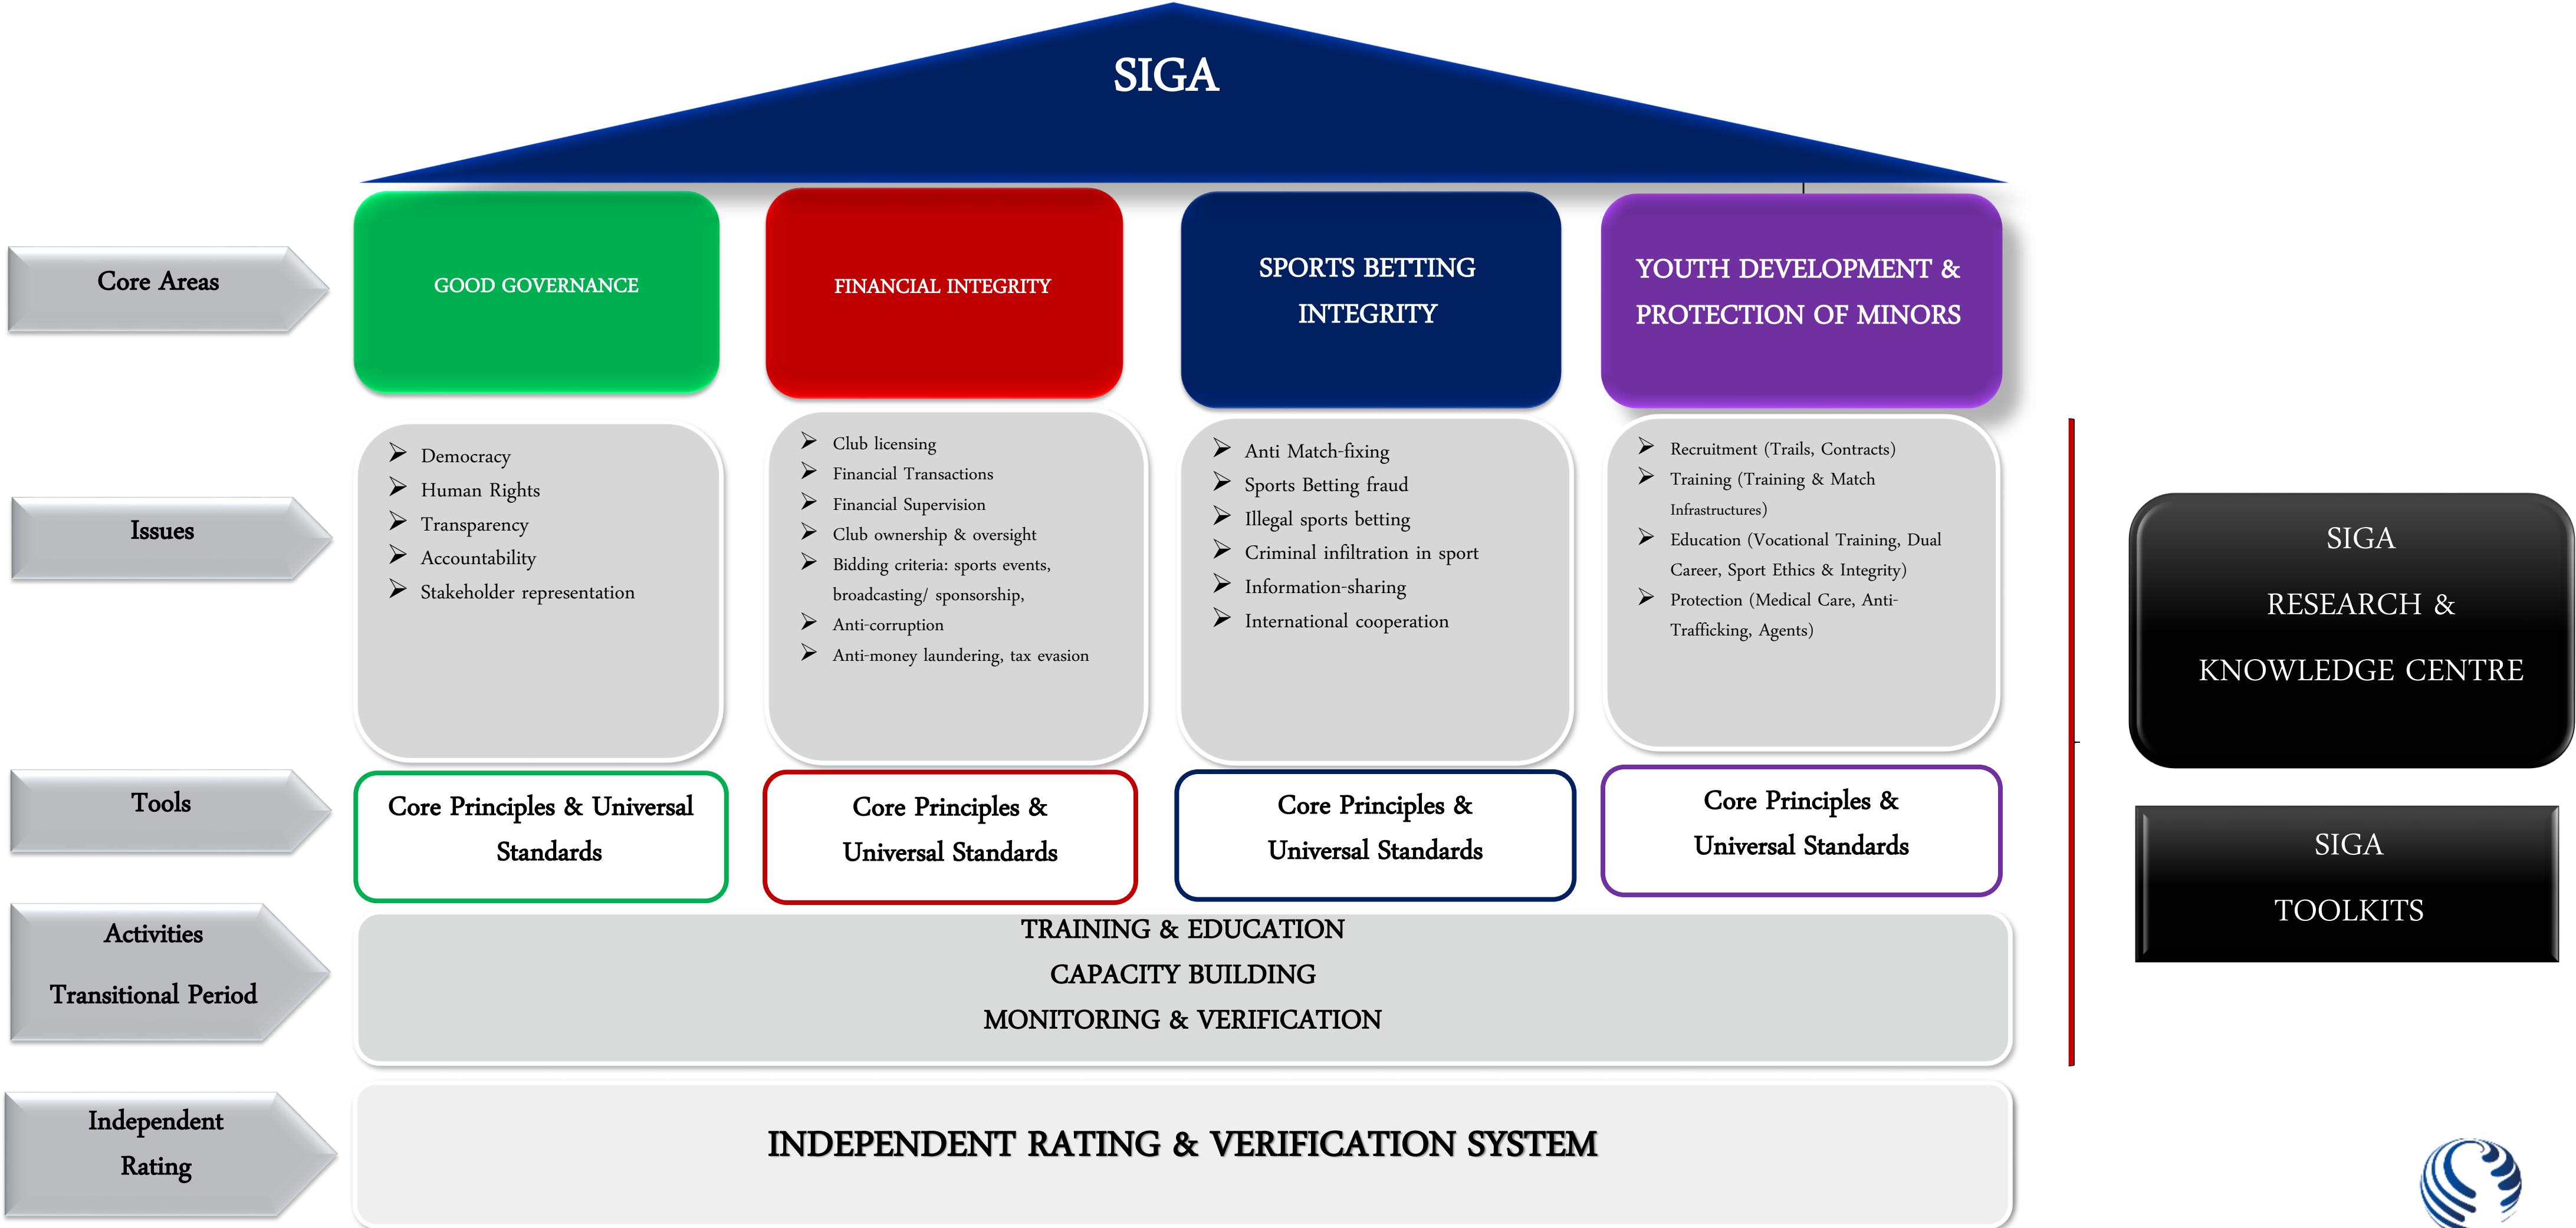 SIGA
Core Areas
GOOD GOVERNANCE
FINANCIAL INTEGRITY
SPORTS BETTING
INTEGRITY
YOUTH DEVELOPMENT &
PROTECTION OF MINORS
Issues
Democracy
Human Rights
Transparency
Accountability
Stakeholder representation
Club licensing
Financial Transactions
Financial Supervision
Club ownership & oversight
Bidding criteria: sports events,
broadcasting/ sponsorship,
Anti-corruption
Anti-money laundering, tax evasion
Anti Match-fixing
Sports Betting fraud
Illegal sports betting
Criminal infiltration in sport
Information-sharing
International cooperation
Recruitment (Trails, Contracts)
Training (Training & Match
Infrastructures)
Education (Vocational Training, Dual
Career, Sport Ethics & Integrity)
Protection (Medical Care, Anti-
Trafficking, Agents)
SIGA
RESEARCH &
KNOWLEDGE CENTRE
Tools
Core Principles & Universal
Standards
Core Principles &
Universal Standards
Core Principles &
Universal Standards
Core Principles &
Universal Standards
SIGA
TOOLKITS
Activities
Transitional Period
TRAINING & EDUCATION
CAPACITY BUILDING
MONITORING & VERIFICATION
Independent
Rating
INDEPENDENT RATING & VERIFICATION SYSTEM